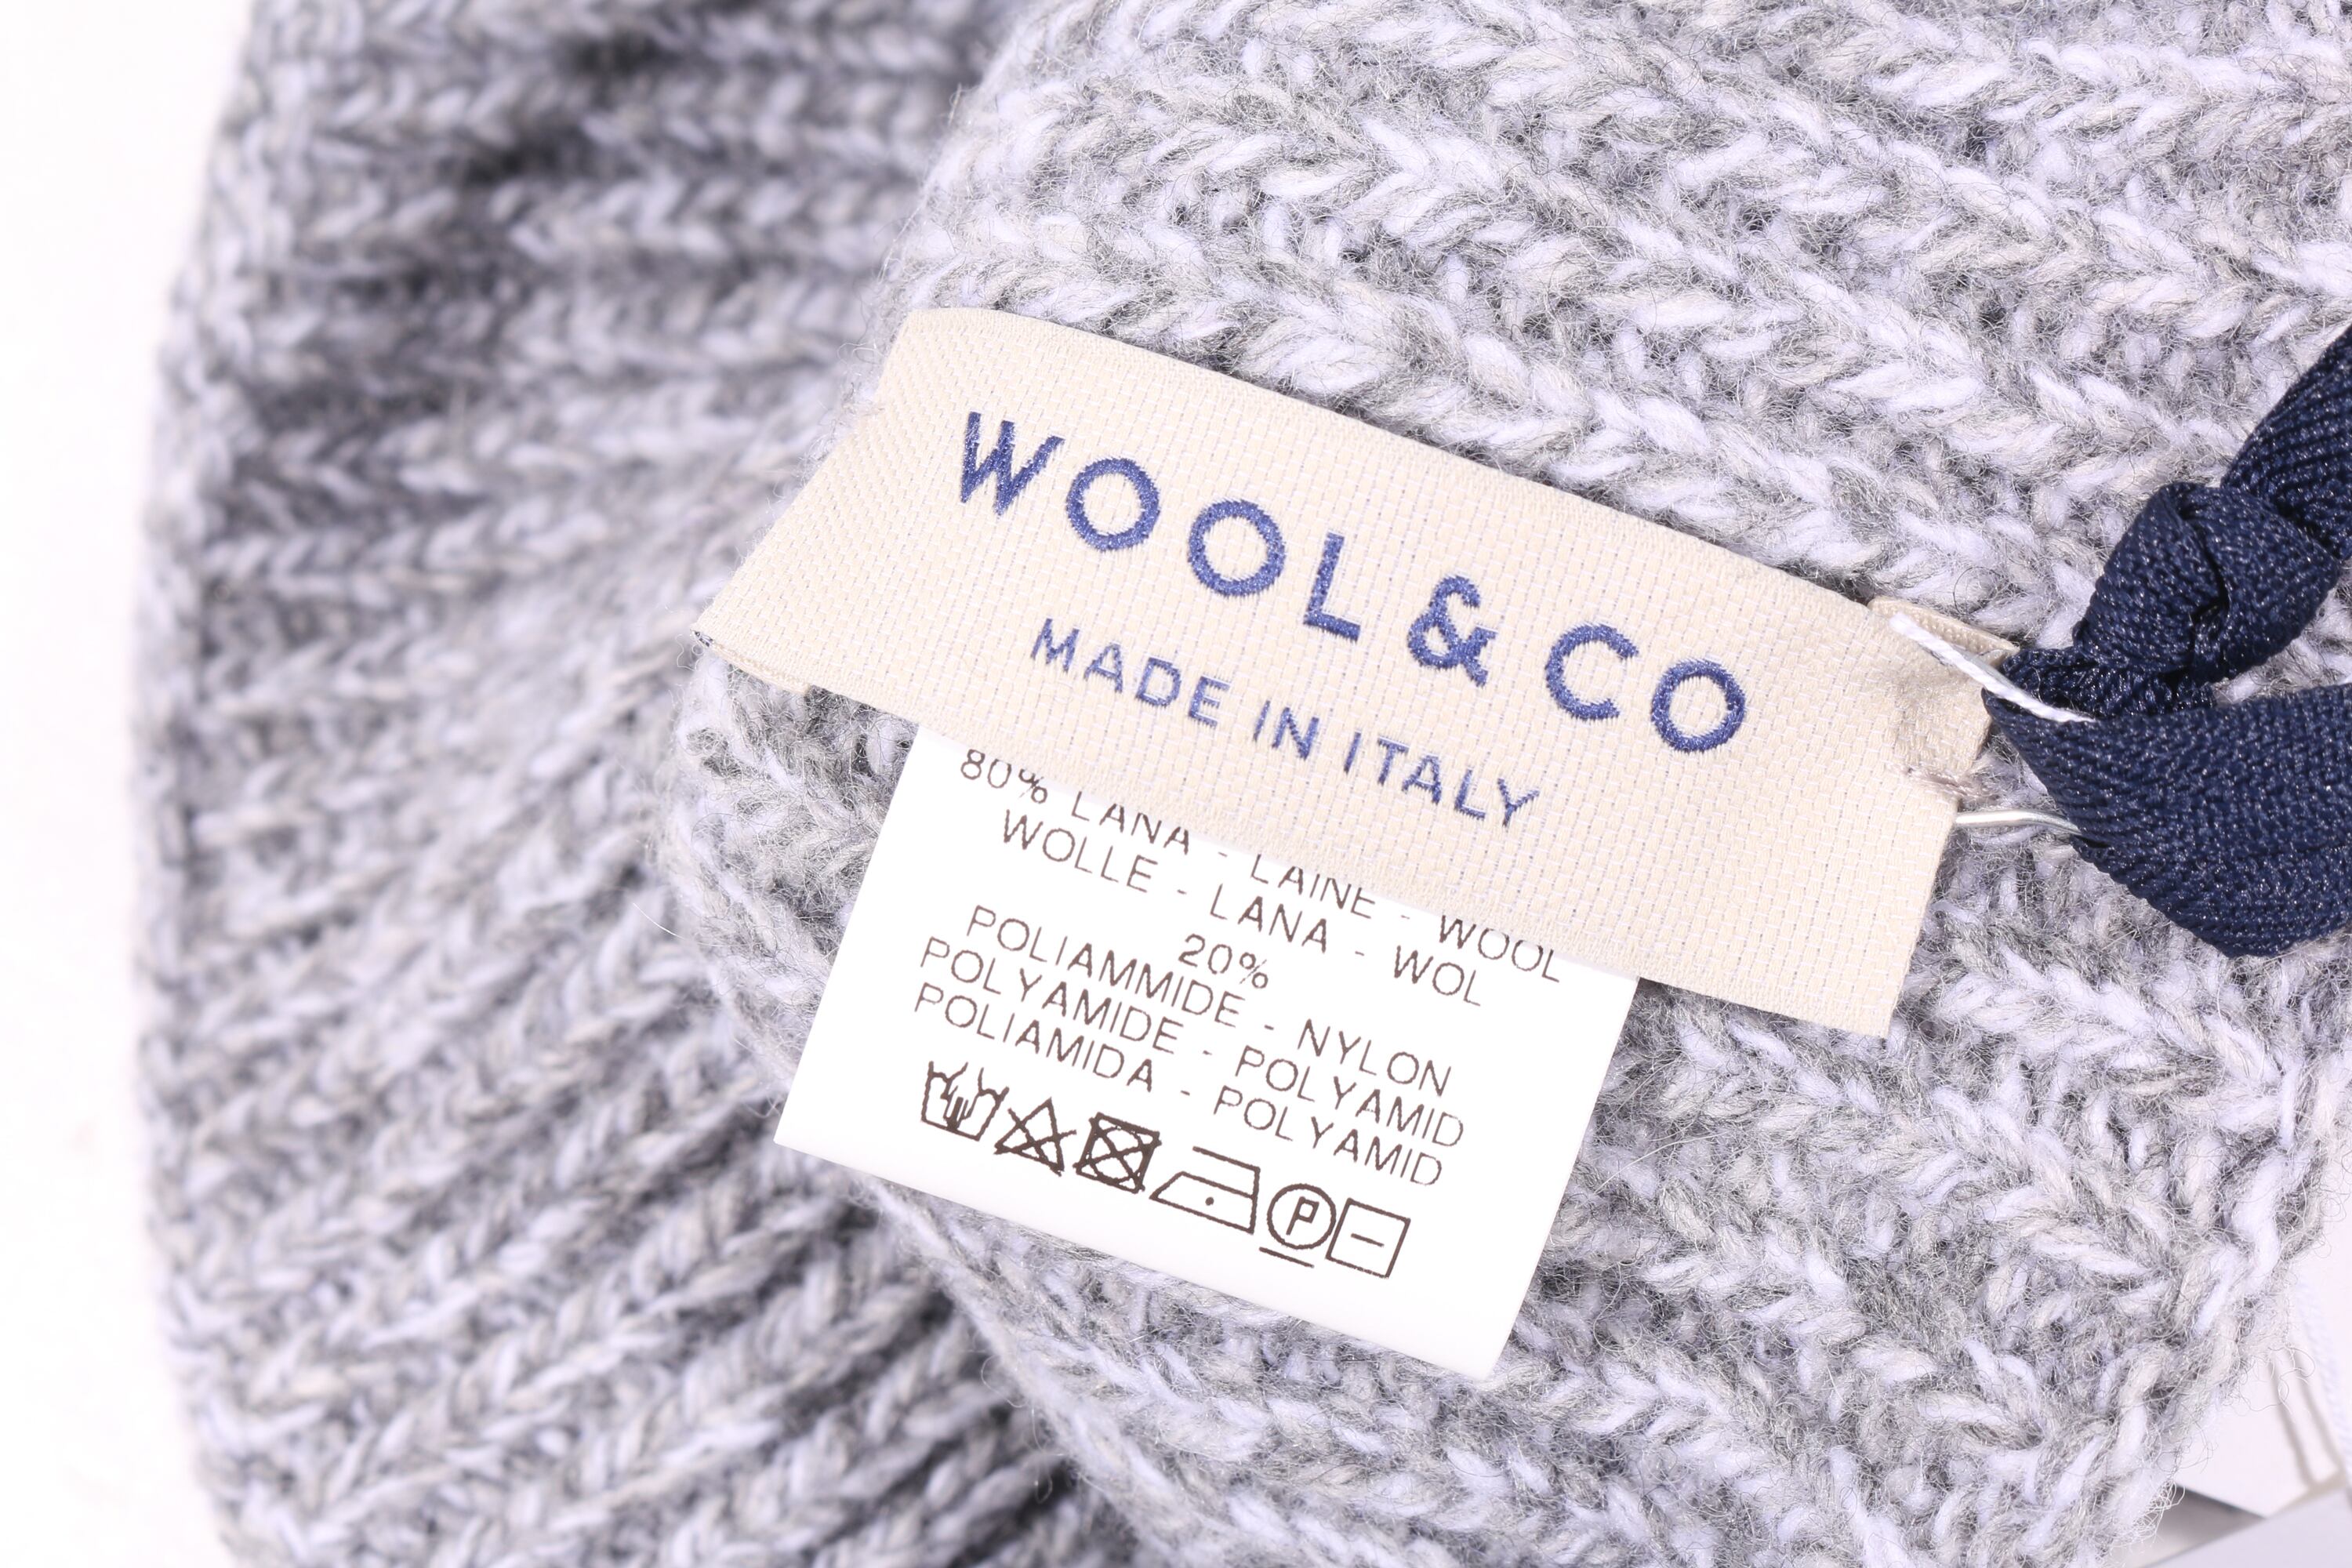 WOOL & CO
MADE IN ITALY
80% LANA - LAINE - WOOL
WOLLE - LANA - WOL
20%
POLIAMMIDE - NYLON
POLYAMIDE - POLYAMID
POLIAMIDA - POLYAMID
P